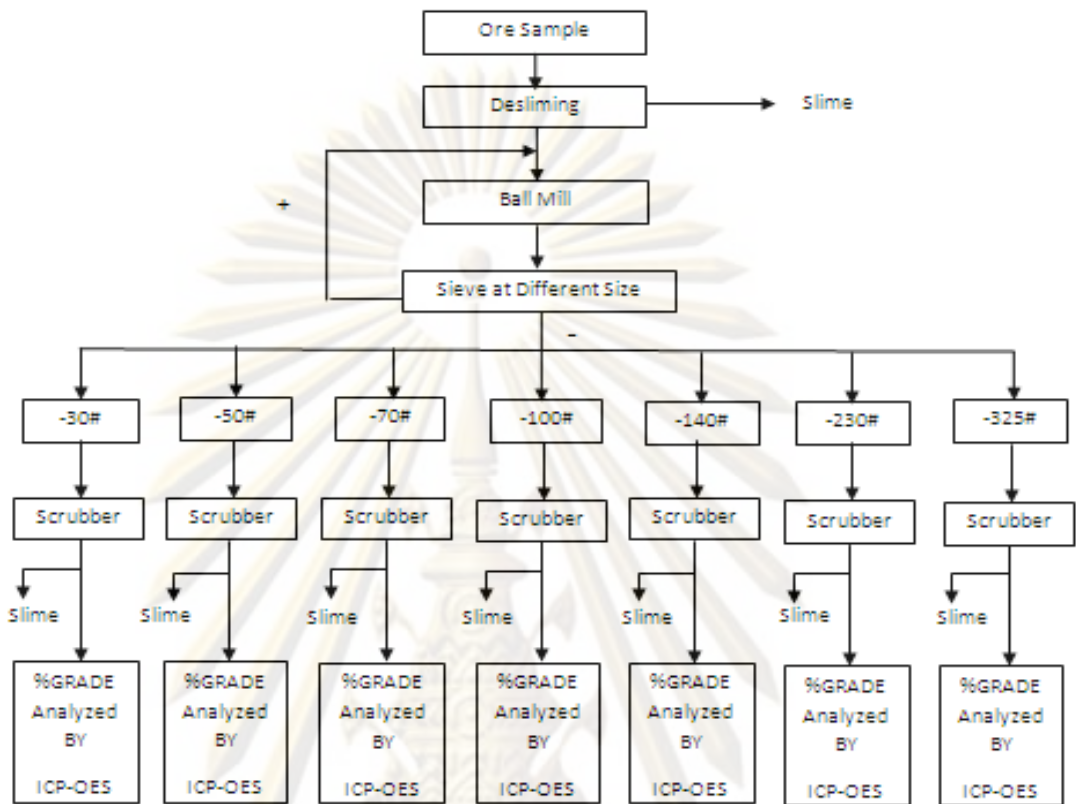 Ore Sample
Desliming
Slime
+
Ball Mill
Sieve at Different Size
-
-30#
-50#
-70#
-100#
-140#
-230#
-325#
Scrubber
Scrubber
Scrubber
Scrubber
Scrubber
Scrubber
Scrubber
Slime
Slime
Slime
Slime
Slime
Slime
Slime
%GRADE
Analyzed
BY
ICP-OES
%GRADE
Analyzed
BY
ICP-OES
%GRADE
Analyzed
BY
ICP-OES
%GRADE
Analyzed
BY
ICP-OES
%GRADE
Analyzed
BY
ICP-OES
%GRADE
Analyzed
BY
ICP-OES
%GRADE
Analyzed
BY
ICP-OES